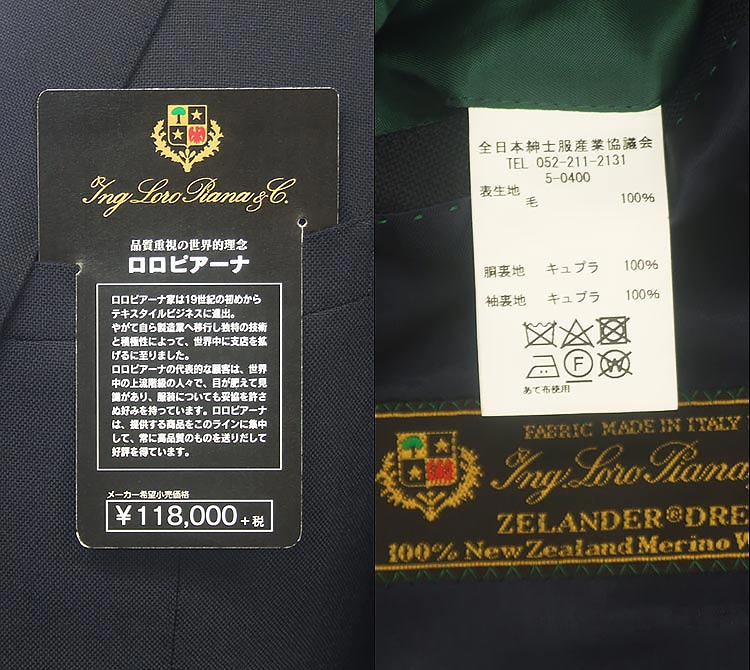 Ing Loro Piana & C.
品質重視の世界的理念
ロロピアーナ
ロロピアーナ家は19世紀の初めから
テキスタイルビジネスに進出。
やがて自ら製造業へ移行し独特の技術
と積極性によって、世界中に支店を拡
げるに至りました。
ロロピアーナの代表的な顧客は、世界
中の上流階級の人々で、目が肥えて見
識があり、服装についても妥協を許さ
ぬ好みを持っています。ロロピアーナ
は、提供する商品をこのラインに集中
して、常に高品質のものを送りだして
好評を得ています。
メーカー希望小売価格
¥118,000+税
全日本紳士服産業協議会
TEL 052-211-2131
5-0400
表生地
毛 100%
胴裏地 キュプラ 100%
袖裏地 キュプラ 100%
F W
あて布使用
FABRIC MADE IN ITALY
Ing Loro Piana
ZELANDER®DRE
100% New Zealand Merino W